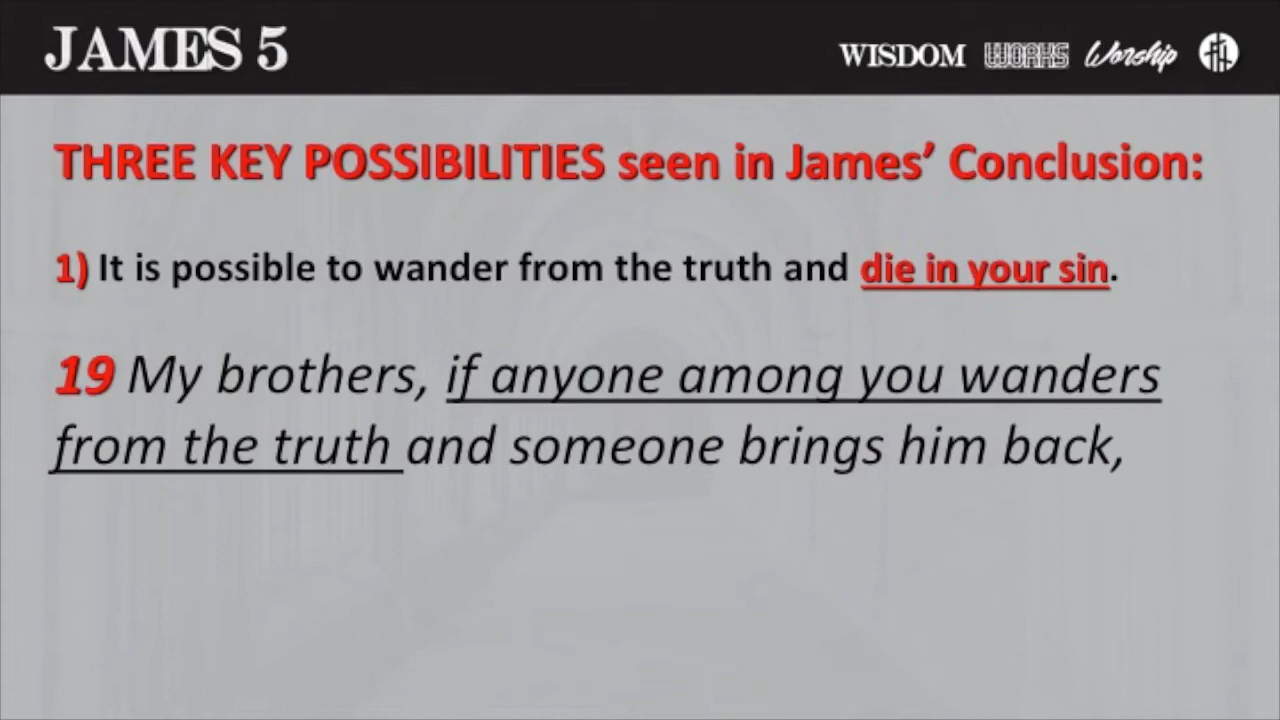 JAMES 5
WISDOM WORKS Worship
THREE KEY POSSIBILITIES seen in James’ Conclusion:
1) It is possible to wander from the truth and die in your sin.
19 My brothers, if anyone among you wanders
from the truth and someone brings him back,